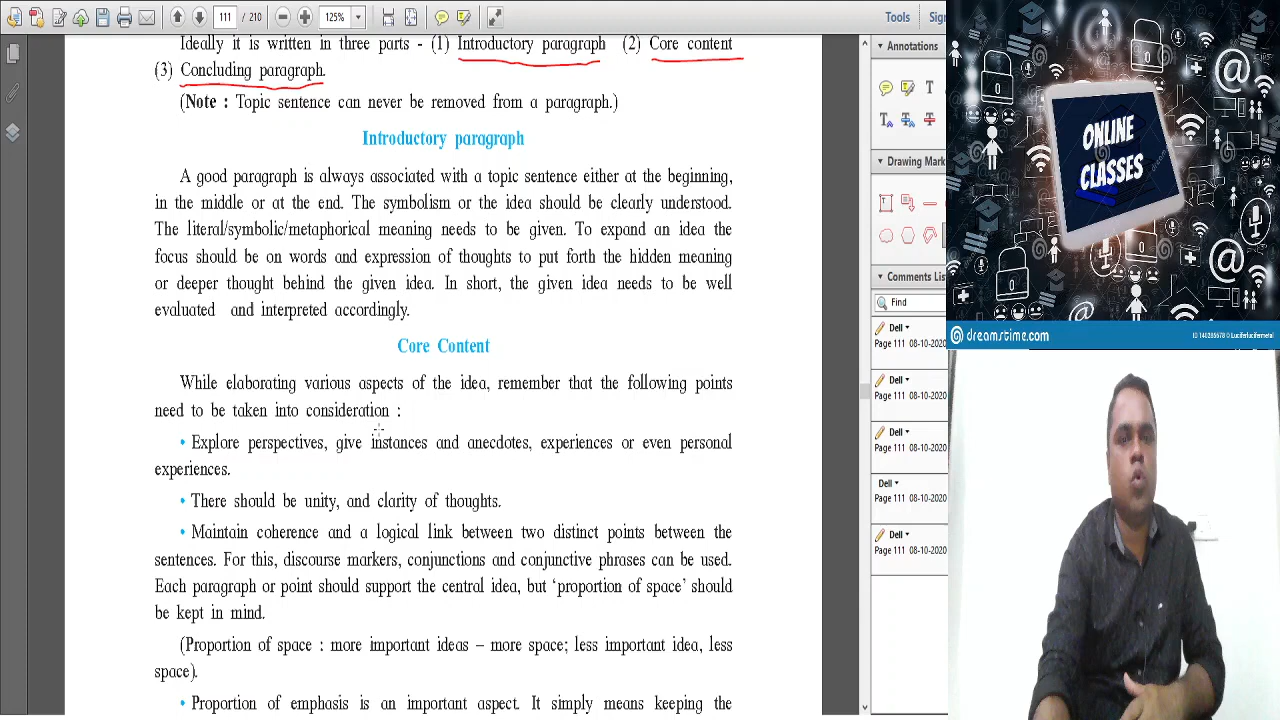 111 / 210
125%
Tools
Sign
Ideally it is written in three parts - (1) Introductory paragraph (2) Core content
(3) Concluding paragraph.
(Note : Topic sentence can never be removed from a paragraph.)
Introductory paragraph
A good paragraph is always associated with a topic sentence either at the beginning,
in the middle or at the end. The symbolism or the idea should be clearly understood.
The literal/symbolic/metaphorical meaning needs to be given. To expand an idea the
focus should be on words and expression of thoughts to put forth the hidden meaning
or deeper thought behind the given idea. In short, the given idea needs to be well
evaluated and interpreted accordingly.
Core Content
While elaborating various aspects of the idea, remember that the following points
need to be taken into consideration :
• Explore perspectives, give instances and anecdotes, experiences or even personal
experiences.
• There should be unity, and clarity of thoughts.
• Maintain coherence and a logical link between two distinct points between the
sentences. For this, discourse markers, conjunctions and conjunctive phrases can be used.
Each paragraph or point should support the central idea, but ‘proportion of space’ should
be kept in mind.
(Proportion of space : more important ideas – more space; less important idea, less
space).
• Proportion of emphasis is an important aspect. It simply means keeping the
Annotations
Drawing Mark
Comments List
Find
Dell
Page 111 08-10-2020
Dell
Page 111 08-10-2020
Dell
Page 111 08-10-2020
Dell
Page 111 08-10-2020
Dell
Page 111 08-10-2020
ONLINE
CLASSES
dreamstime.com